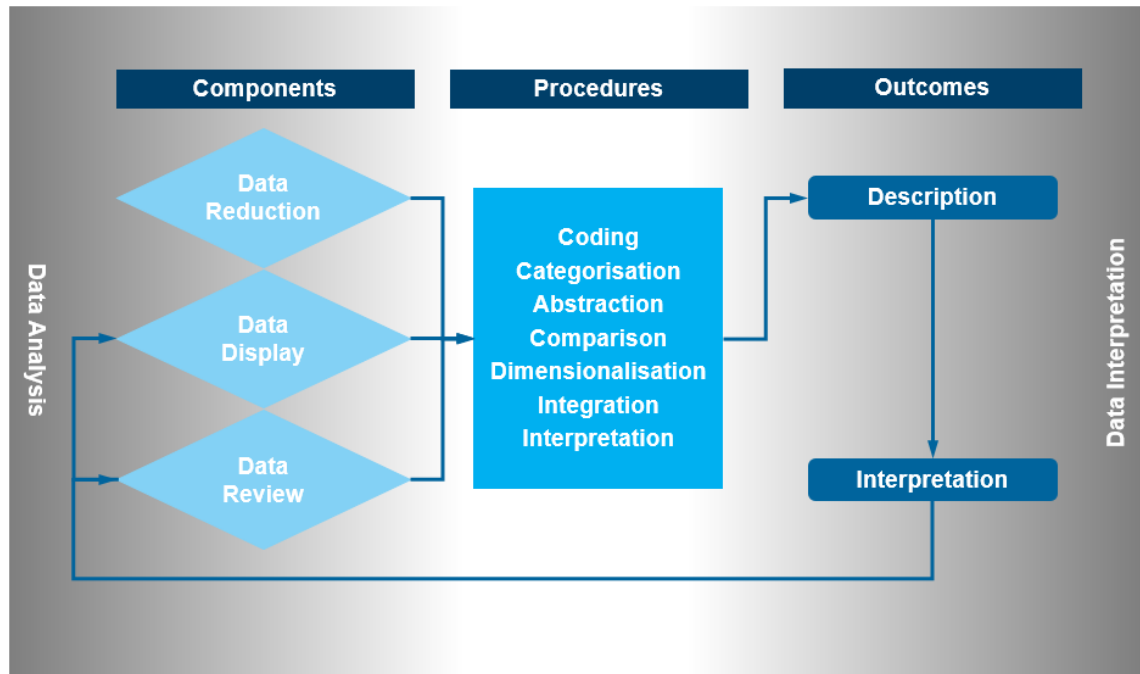 Components
Procedures
Outcomes
Data
Reduction
Data
Display
Data
Review
Coding
Categorisation
Abstraction
Comparison
Dimensionalisation
Integration
Interpretation
Description
Interpretation
Data Analysis
Data Interpretation